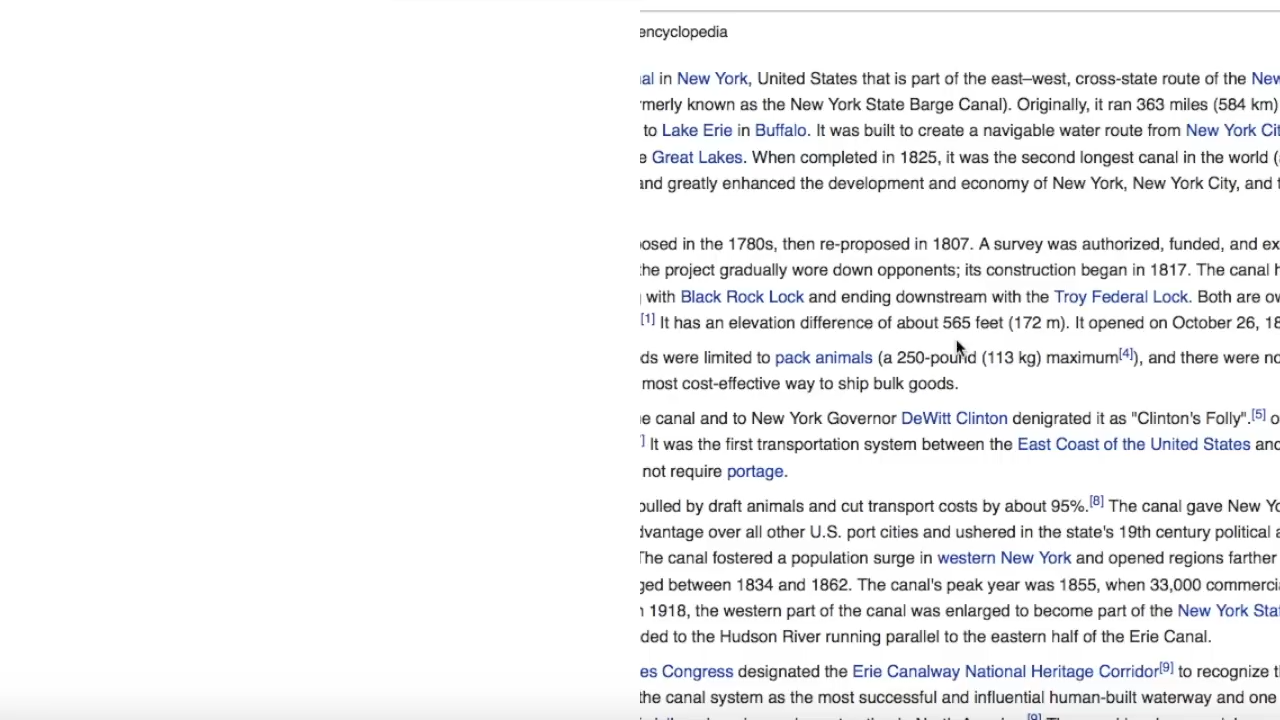 encyclopedia
al in New York, United States that is part of the east–west, cross-state route of the New
rmerly known as the New York State Barge Canal). Originally, it ran 363 miles (584 km)
to Lake Erie in Buffalo. It was built to create a navigable water route from New York Cit
e Great Lakes. When completed in 1825, it was the second longest canal in the world (
and greatly enhanced the development and economy of New York, New York City, and t
posed in the 1780s, then re-proposed in 1807. A survey was authorized, funded, and ex
the project gradually wore down opponents; its construction began in 1817. The canal h
with Black Rock Lock and ending downstream with the Troy Federal Lock. Both are ow
[1] It has an elevation difference of about 565 feet (172 m). It opened on October 26, 18
ds were limited to pack animals (a 250-pound (113 kg) maximum[4]), and there were no
most cost-effective way to ship bulk goods.
e canal and to New York Governor DeWitt Clinton denigrated it as "Clinton's Folly".[5] o
] It was the first transportation system between the East Coast of the United States and
not require portage.
pulled by draft animals and cut transport costs by about 95%.[8] The canal gave New Yo
dvantage over all other U.S. port cities and ushered in the state's 19th century political a
The canal fostered a population surge in western New York and opened regions farther
ged between 1834 and 1862. The canal's peak year was 1855, when 33,000 commercia
n 1918, the western part of the canal was enlarged to become part of the New York Stat
ded to the Hudson River running parallel to the eastern half of the Erie Canal.
es Congress designated the Erie Canalway National Heritage Corridor[9] to recognize t
the canal system as the most successful and influential human-built waterway and one